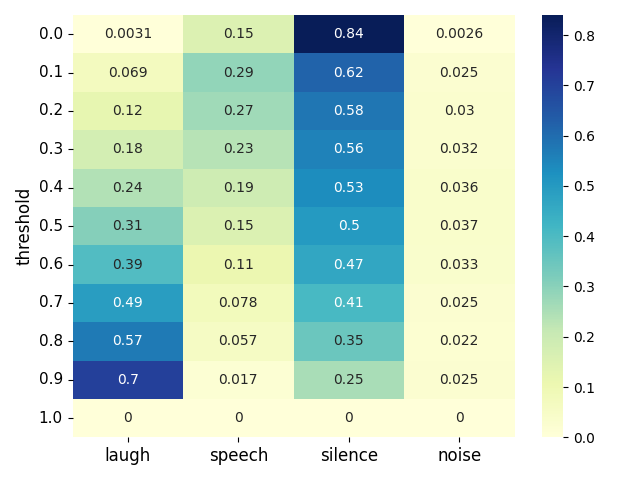 0.0 0.0031 0.15 0.84 0.0026
0.1 0.069 0.29 0.62 0.025
0.2 0.12 0.27 0.58 0.03
0.3 0.18 0.23 0.56 0.032
0.4 0.24 0.19 0.53 0.036
0.5 0.31 0.15 0.5 0.037
0.6 0.39 0.11 0.47 0.033
0.7 0.49 0.078 0.41 0.025
0.8 0.57 0.057 0.35 0.022
0.9 0.7 0.017 0.25 0.025
1.0 0 0 0 0
threshold
laugh speech silence noise
0.8
0.7
0.6
0.5
0.4
0.3
0.2
0.1
0.0